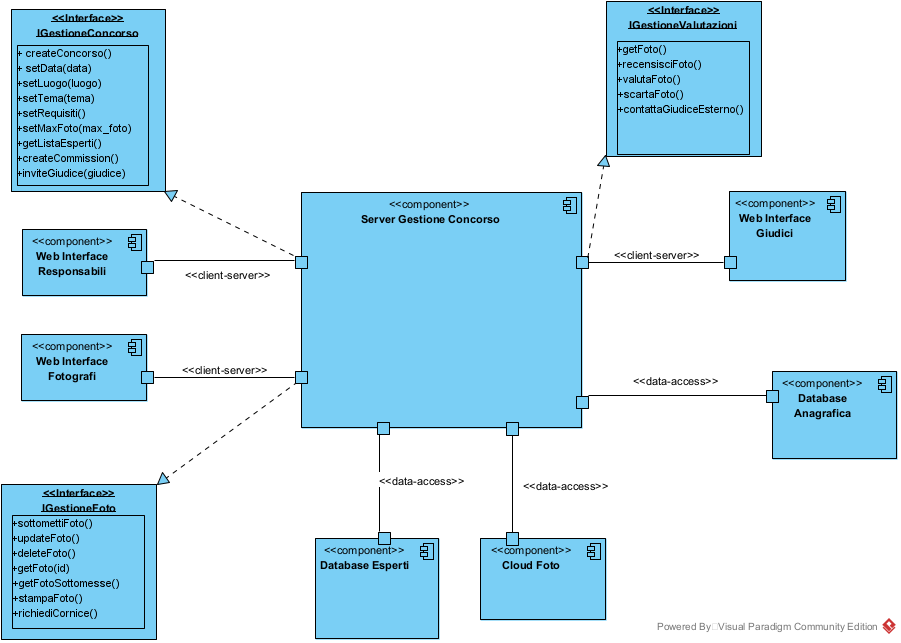 <<Interface>>
IGestioneConcorso
+ createConcorso()
+ setData(data)
+setLuogo(luogo)
+setTema(tema)
+setRequisiti()
+setMaxFoto(max_foto)
+getListaEsperti()
+createCommission()
+inviteGiudice(giudice)
<<Interface>>
IGestioneValutazioni
+getFoto()
+recensisciFoto()
+valutaFoto()
+scartaFoto()
+contattaGiudiceEsterno()
<<component>>
Server Gestione Concorso
<<component>>
Web Interface
Giudici
<<component>>
Web Interface
Responsabili
<<client-server>>
<<client-server>>
<<component>>
Web Interface
Fotografi
<<client-server>>
<<data-access>>
<<component>>
Database
Anagrafica
<<Interface>>
IGestioneFoto
+sottomettiFoto()
+updateFoto()
+deleteFoto()
+getFoto(id)
+getFotoSottomesse()
+stampaFoto()
+richiediCornice()
<<data-access>>
<<data-access>>
<<component>>
Database Esperti
<<component>>
Cloud Foto
Powered By Visual Paradigm Community Edition